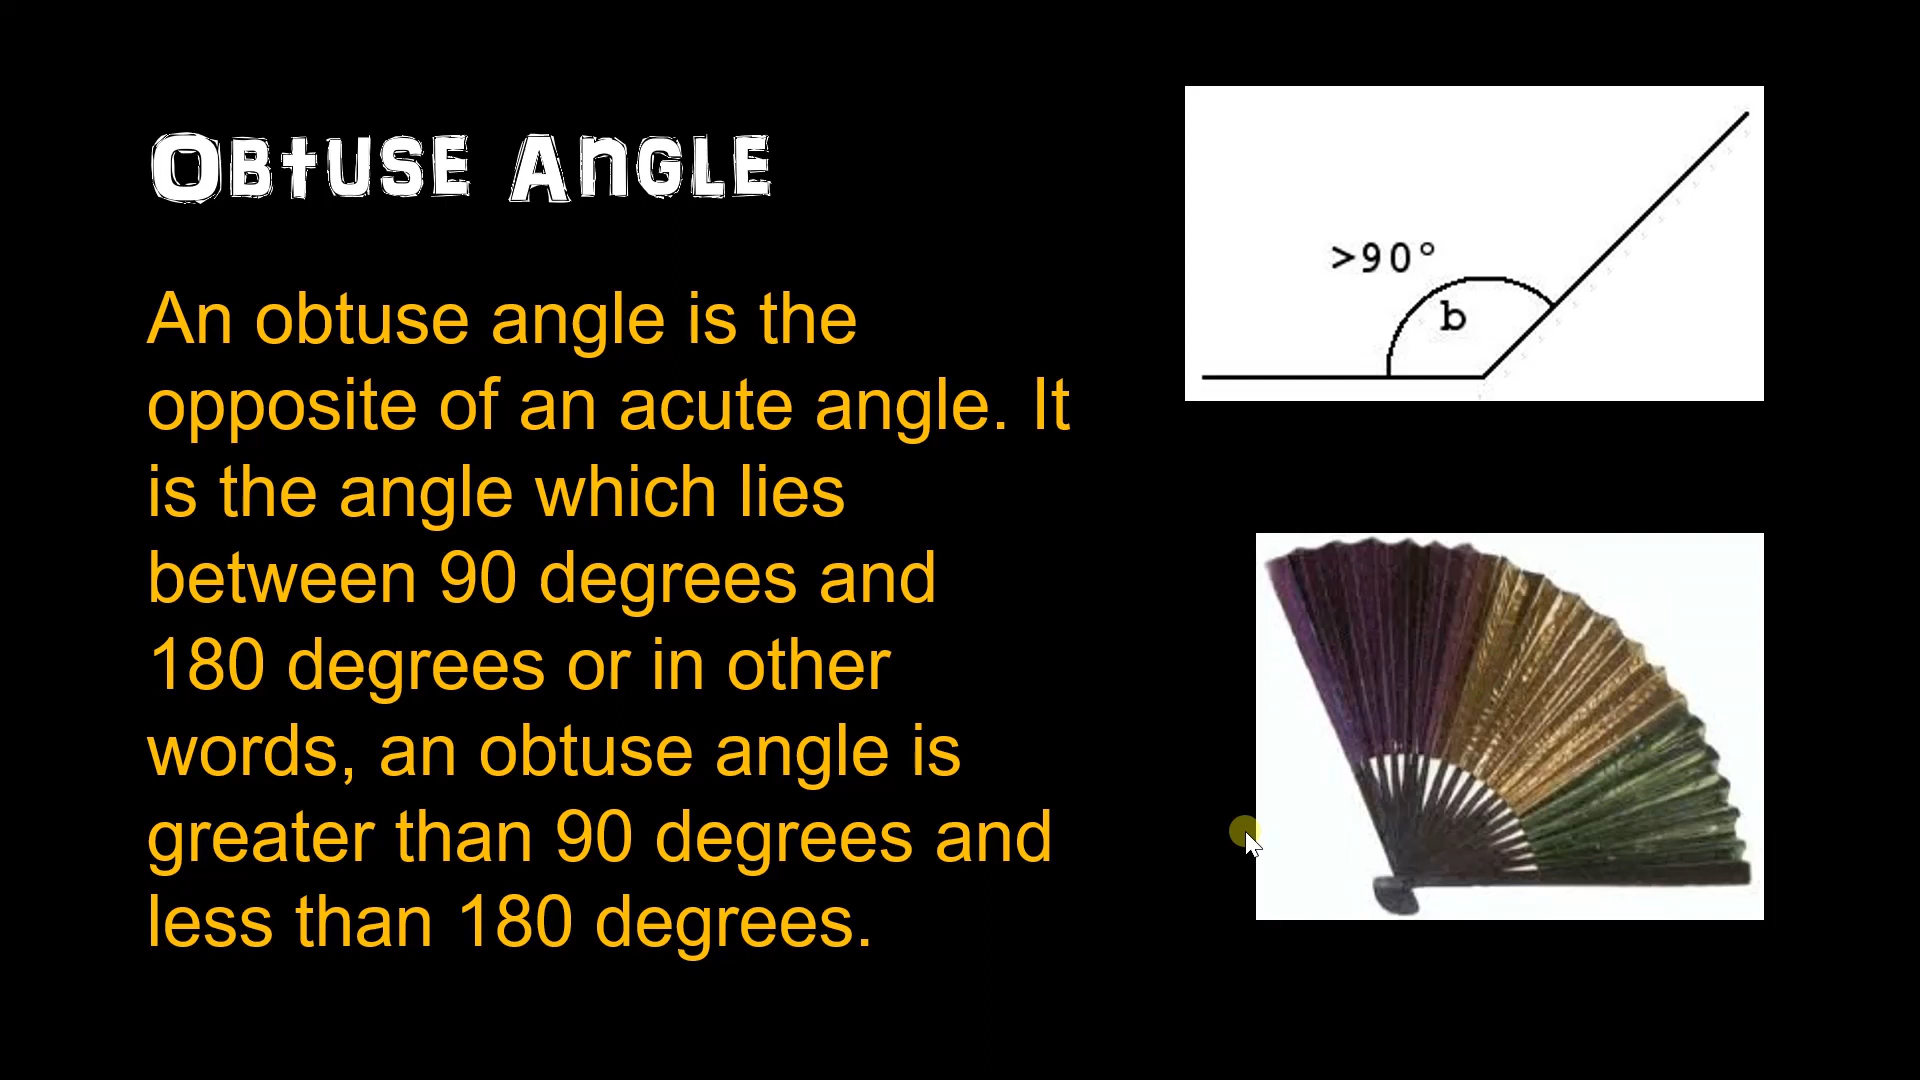 Obtuse Angle
An obtuse angle is the
opposite of an acute angle. It
is the angle which lies
between 90 degrees and
180 degrees or in other
words, an obtuse angle is
greater than 90 degrees and
less than 180 degrees.
>90°
b